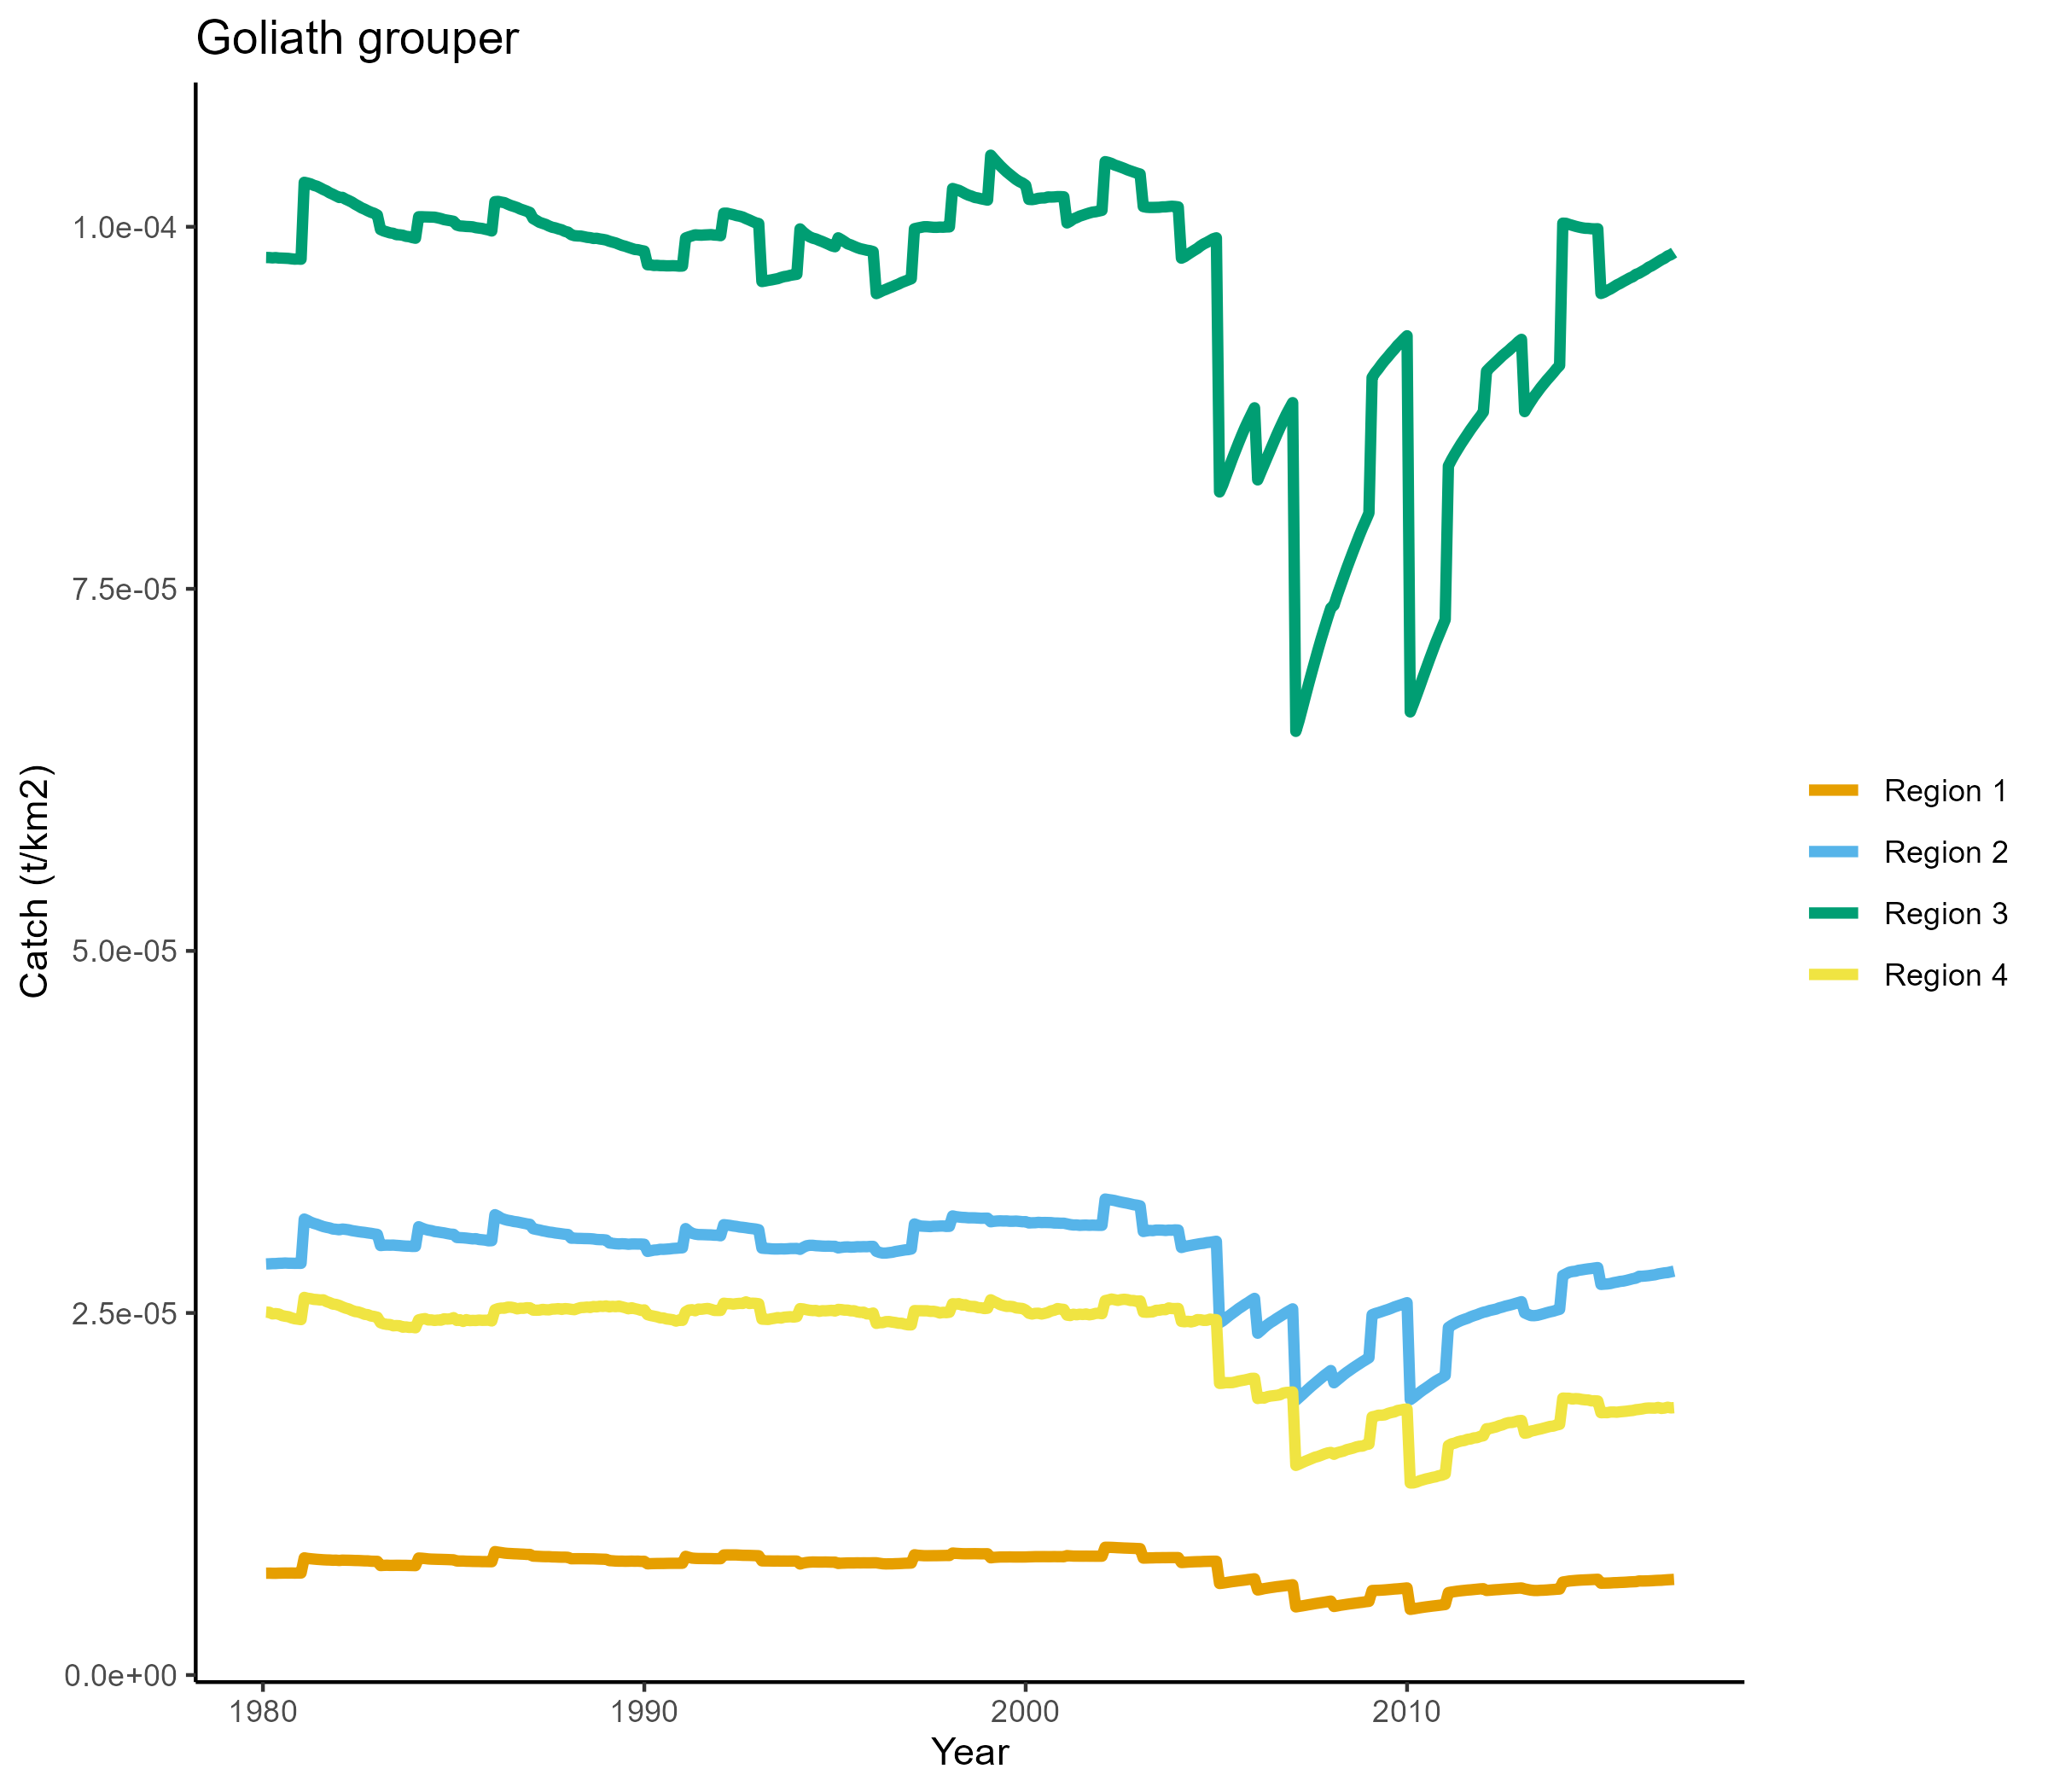 Goliath grouper
1.0e-04
7.5e-05
5.0e-05
2.5e-05
0.0e+00
Catch (t/km2)
1980
1990
2000
2010
Year
Region 1
Region 2
Region 3
Region 4